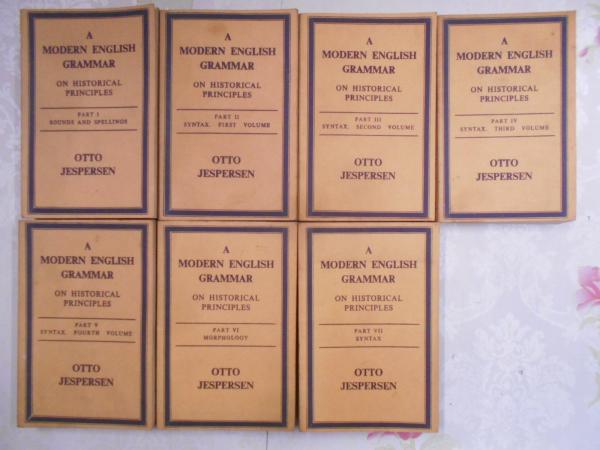 A
MODERN ENGLISH
GRAMMAR
ON HISTORICAL
PRINCIPLES
PART I
SOUNDS AND SPELLINGS
OTTO
JESPERSEN
A
MODERN ENGLISH
GRAMMAR
ON HISTORICAL
PRINCIPLES
PART II
SYNTAX. FIRST VOLUME
OTTO
JESPERSEN
A
MODERN ENGLISH
GRAMMAR
ON HISTORICAL
PRINCIPLES
PART III
SYNTAX. SECOND VOLUME
OTTO
JESPERSEN
A
MODERN ENGLISH
GRAMMAR
ON HISTORICAL
PRINCIPLES
PART IV
SYNTAX. THIRD VOLUME
OTTO
JESPERSEN
A
MODERN ENGLISH
GRAMMAR
ON HISTORICAL
PRINCIPLES
PART V
SYNTAX. FOURTH VOLUME
OTTO
JESPERSEN
A
MODERN ENGLISH
GRAMMAR
ON HISTORICAL
PRINCIPLES
PART VI
MORPHOLOGY
OTTO
JESPERSEN
A
MODERN ENGLISH
GRAMMAR
ON HISTORICAL
PRINCIPLES
PART VII
SYNTAX
OTTO
JESPERSEN